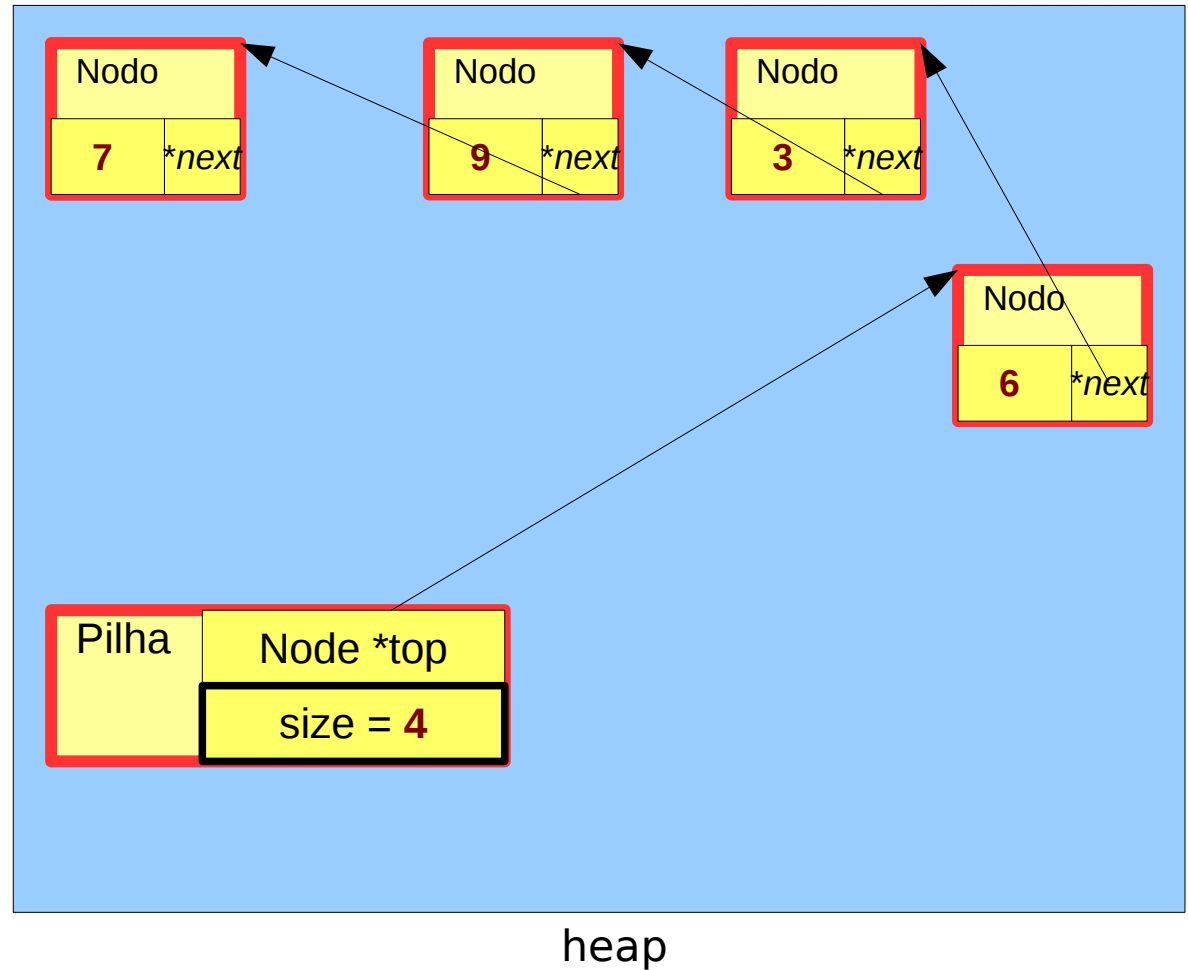 Nodo
7 *next
Nodo
9 *next
Nodo
3 *next
Nodo
6 *next
Pilha
Node *top
size = 4
heap